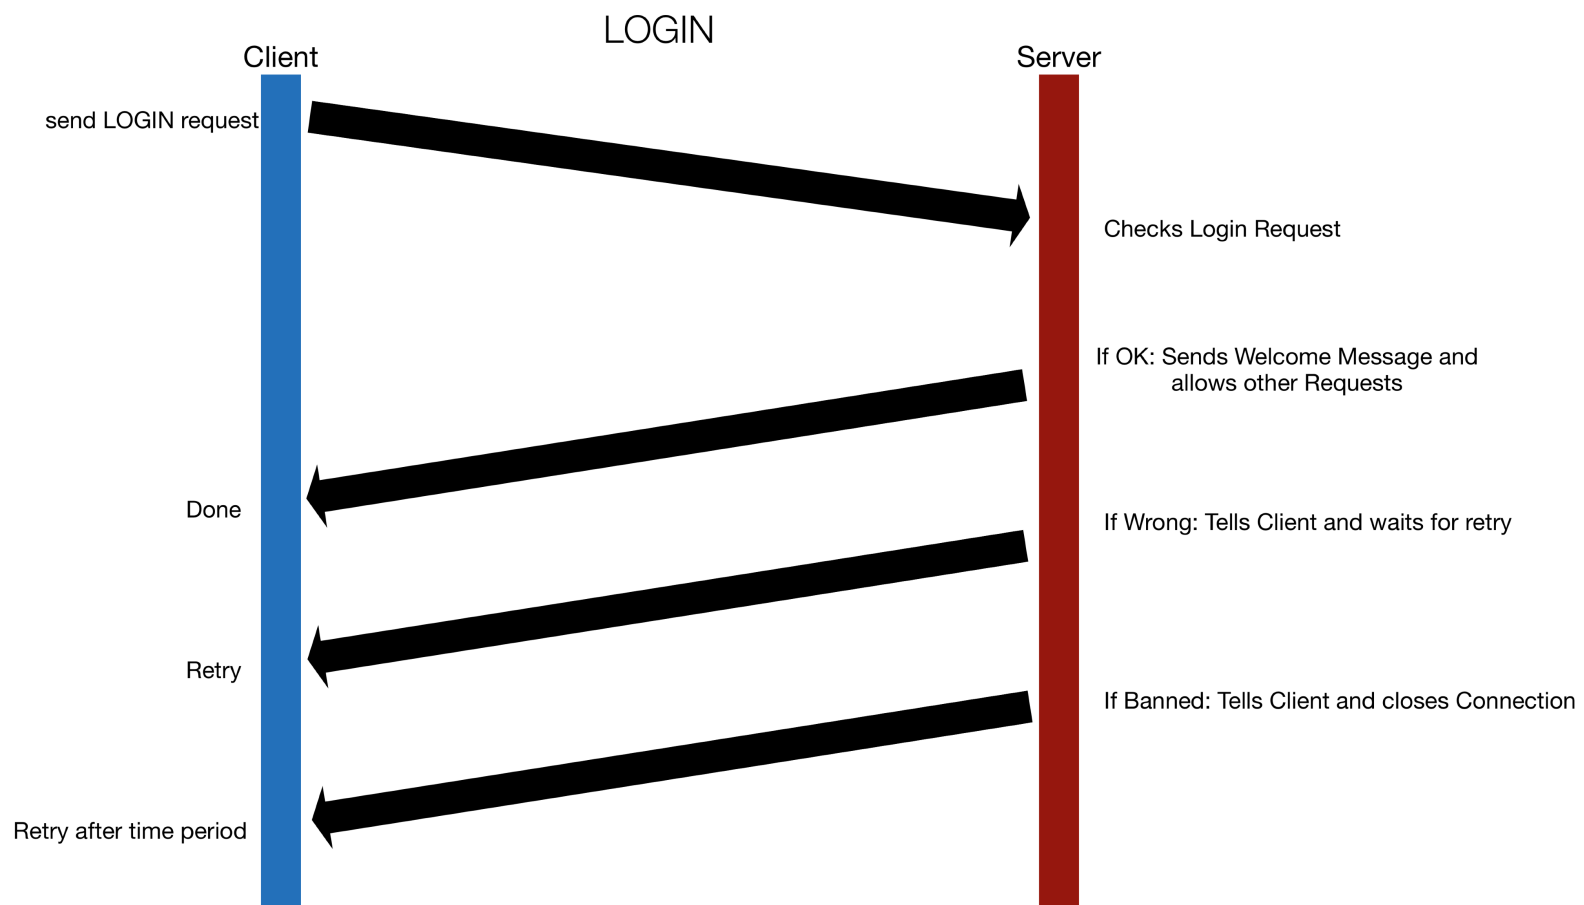 LOGIN
Client
Server
send LOGIN request
Checks Login Request
If OK: Sends Welcome Message and
allows other Requests
Done
If Wrong: Tells Client and waits for retry
Retry
If Banned: Tells Client and closes Connection
Retry after time period